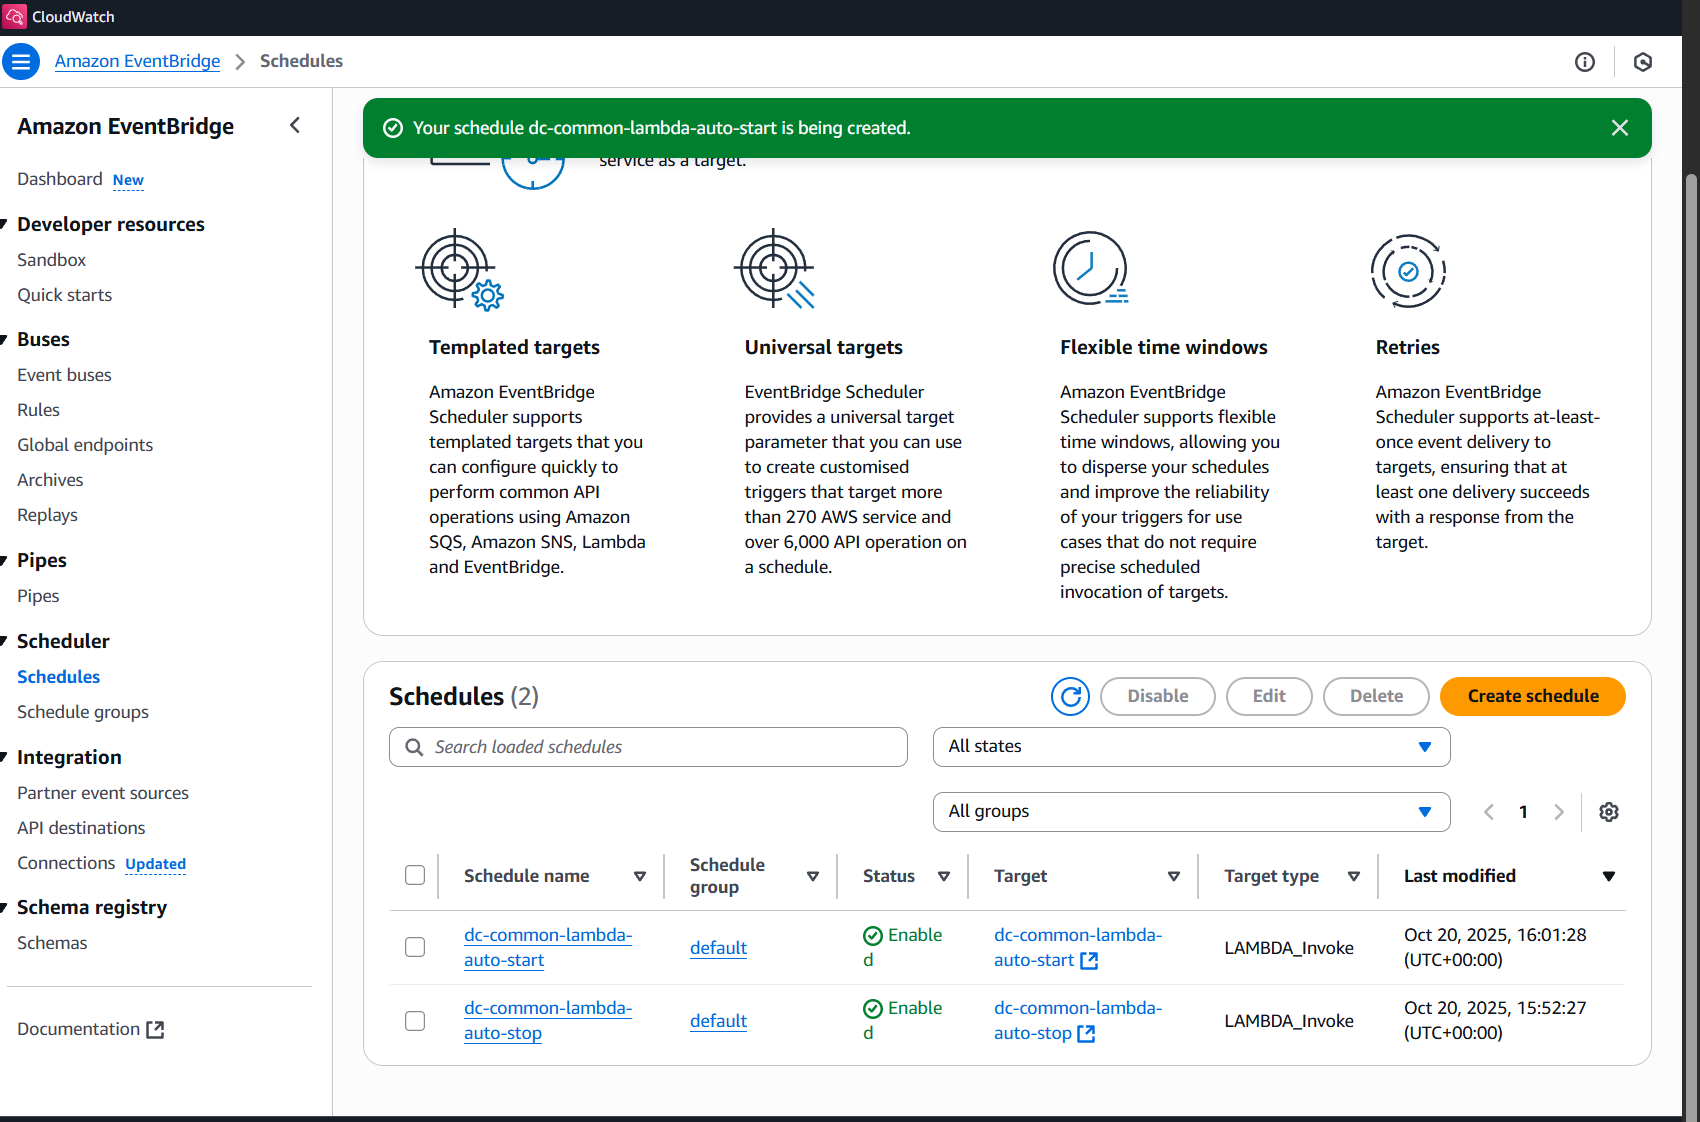 CloudWatch
Amazon EventBridge
Schedules
Amazon EventBridge
Dashboard New
Developer resources
Sandbox
Quick starts
Buses
Event buses
Rules
Global endpoints
Archives
Replays
Pipes
Pipes
Scheduler
Schedules
Schedule groups
Integration
Partner event sources
API destinations
Connections Updated
Schema registry
Schemas
Documentation
Your schedule dc-common-lambda-auto-start is being created.
service as a target.
Templated targets
Amazon EventBridge
Scheduler supports
templated targets that you
can configure quickly to
perform common API
operations using Amazon
SQS, Amazon SNS, Lambda
and EventBridge.
Universal targets
EventBridge Scheduler
provides a universal target
parameter that you can use
to create customised
triggers that target more
than 270 AWS service and
over 6,000 API operation on
a schedule.
Flexible time windows
Amazon EventBridge
Scheduler supports flexible
time windows, allowing you
to disperse your schedules
and improve the reliability
of your triggers for use
cases that do not require
precise scheduled
invocation of targets.
Retries
Amazon EventBridge
Scheduler supports at-least-
once event delivery to
targets, ensuring that at
least one delivery succeeds
with a response from the
target.
Schedules (2)
Disable
Edit
Delete
Create schedule
Search loaded schedules
All states
All groups
1
Schedule name
Schedule
group
Status
Target
Target type
Last modified
dc-common-lambda-
auto-start
default
Enable
d
dc-common-lambda-
auto-start
LAMBDA_Invoke
Oct 20, 2025, 16:01:28
(UTC+00:00)
dc-common-lambda-
auto-stop
default
Enable
d
dc-common-lambda-
auto-stop
LAMBDA_Invoke
Oct 20, 2025, 15:52:27
(UTC+00:00)